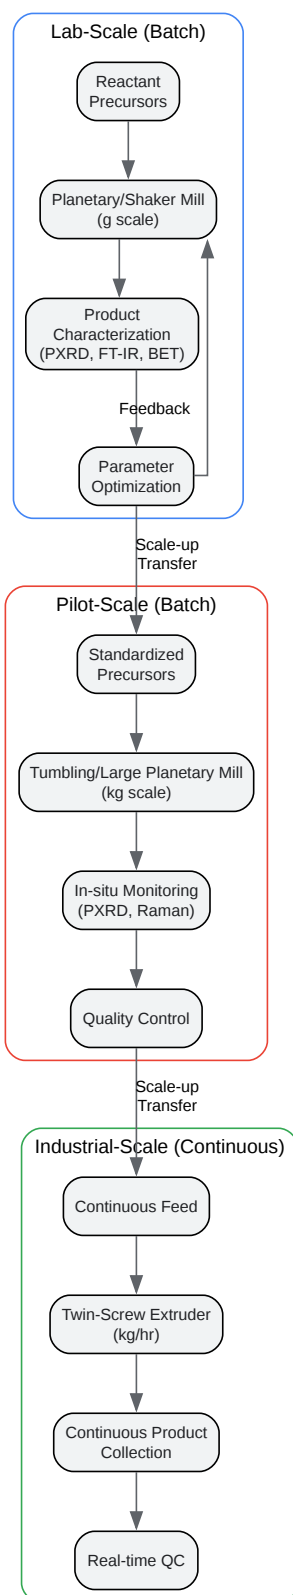 Lab-Scale (Batch)
Reactant
Precursors
Planetary/Shaker Mill
(g scale)
Product
Characterization
(PXRD, FT-IR, BET)
Feedback
Parameter
Optimization
Scale-up
Transfer
Pilot-Scale (Batch)
Standardized
Precursors
Tumbling/Large Planetary Mill
(kg scale)
In-situ Monitoring
(PXRD, Raman)
Quality Control
Scale-up
Transfer
Industrial-Scale (Continuous)
Continuous Feed
Twin-Screw Extruder
(kg/hr)
Continuous Product
Collection
Real-time QC